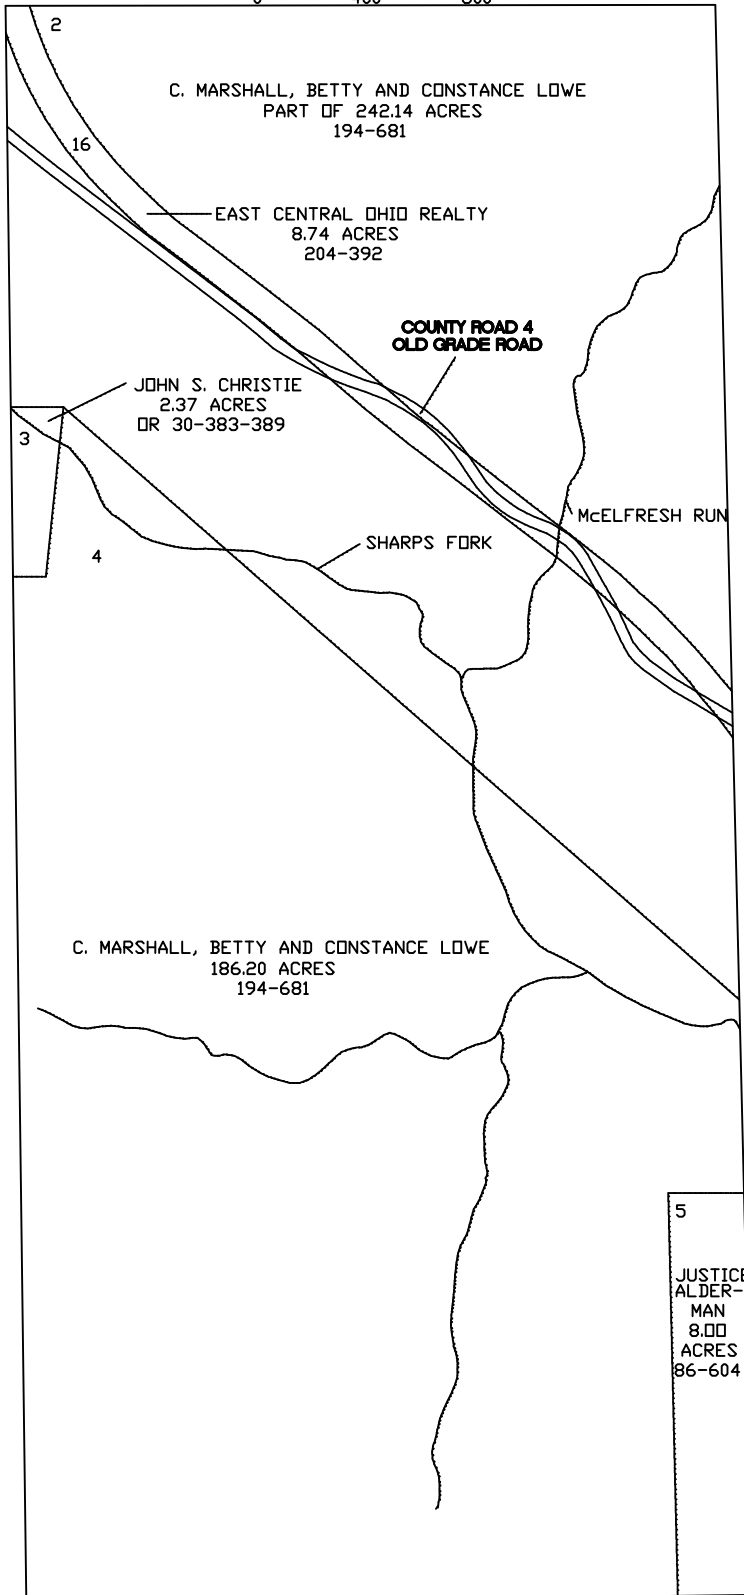 2
C. MARSHALL, BETTY AND CONSTANCE LOWE
PART OF 242.14 ACRES
194-681
16
EAST CENTRAL OHIO REALTY
8.74 ACRES
204-392
COUNTY ROAD 4
OLD GRADE ROAD
JOHN S. CHRISTIE
2.37 ACRES
OR 30-383-389
3
McELFRESH RUN
SHARPS FORK
4
C. MARSHALL, BETTY AND CONSTANCE LOWE
186.20 ACRES
194-681
5
JUSTICE
ALDER-
MAN
8.00
ACRES
86-604